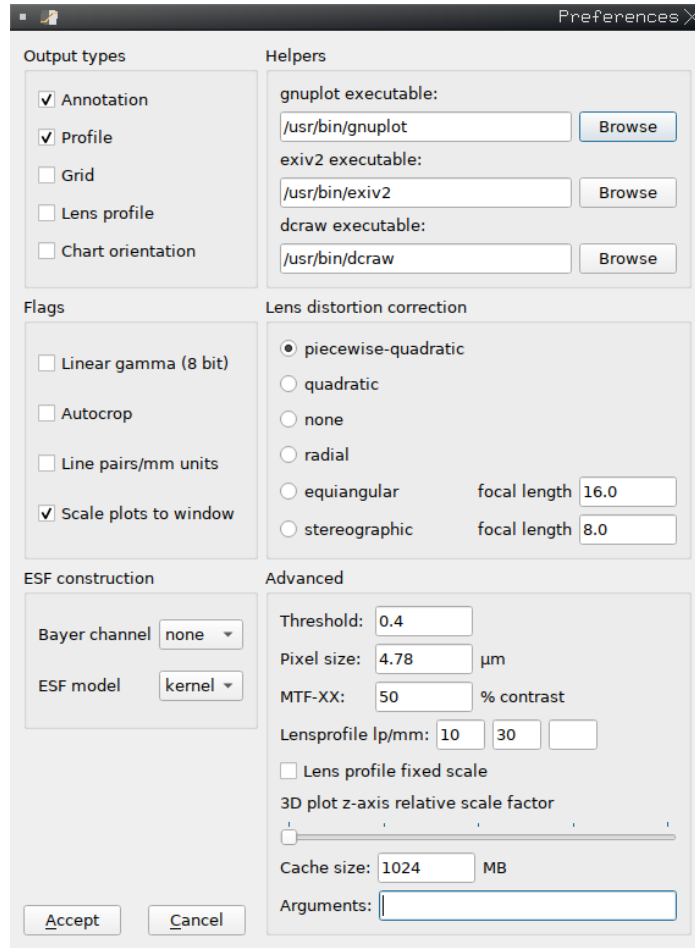 Preferences
Output types
Annotation
Profile
Grid
Lens profile
Chart orientation
Helpers
gnuplot executable:
/usr/bin/gnuplot Browse
exiv2 executable:
/usr/bin/exiv2 Browse
dcraw executable:
/usr/bin/dcraw Browse
Flags
Linear gamma (8 bit)
Autocrop
Line pairs/mm units
Scale plots to window
Lens distortion correction
piecewise-quadratic
quadratic
none
radial
equiangular focal length 16.0
stereographic focal length 8.0
ESF construction
Bayer channel none
ESF model kernel
Advanced
Threshold: 0.4
Pixel size: 4.78 µm
MTF-XX: 50 % contrast
Lensprofile lp/mm: 10 30
Lens profile fixed scale
3D plot z-axis relative scale factor
Cache size: 1024 MB
Arguments:
Accept Cancel